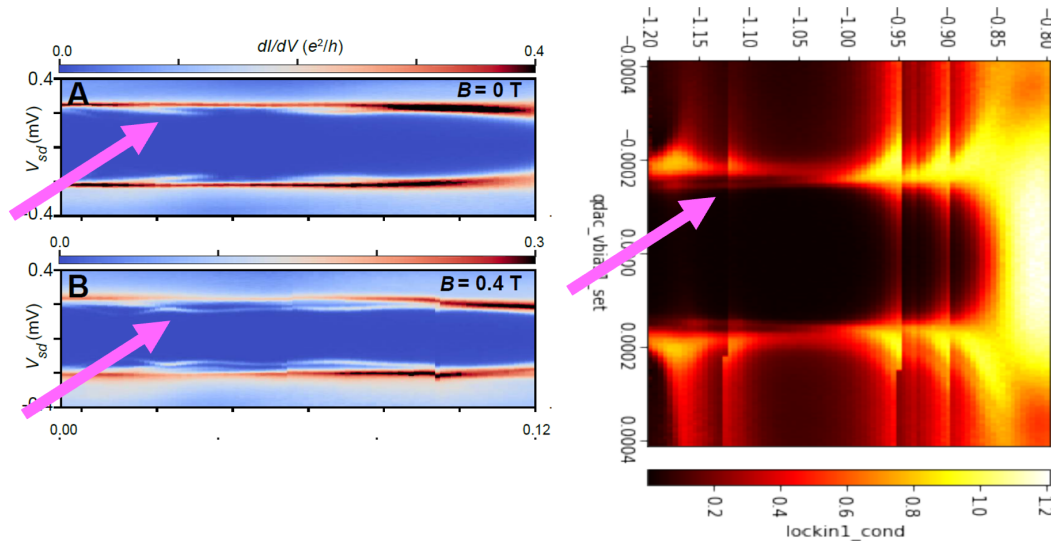 dI/dV (e²/h)
0.0 0.4
0.4
A
B = 0 T
V_sd (mV)
-0.4
0.0 0.3
0.4
B
B = 0.4 T
V_sd (mV)
0.00 0.12
−1.20 −1.15 −1.10 −1.05 −1.00 −0.95 −0.90 −0.85 −0.80
−0.0004
−0.0002
0.0002
0.0004
0.2 0.4 0.6 0.8 1.0 1.2
lockin1_cond